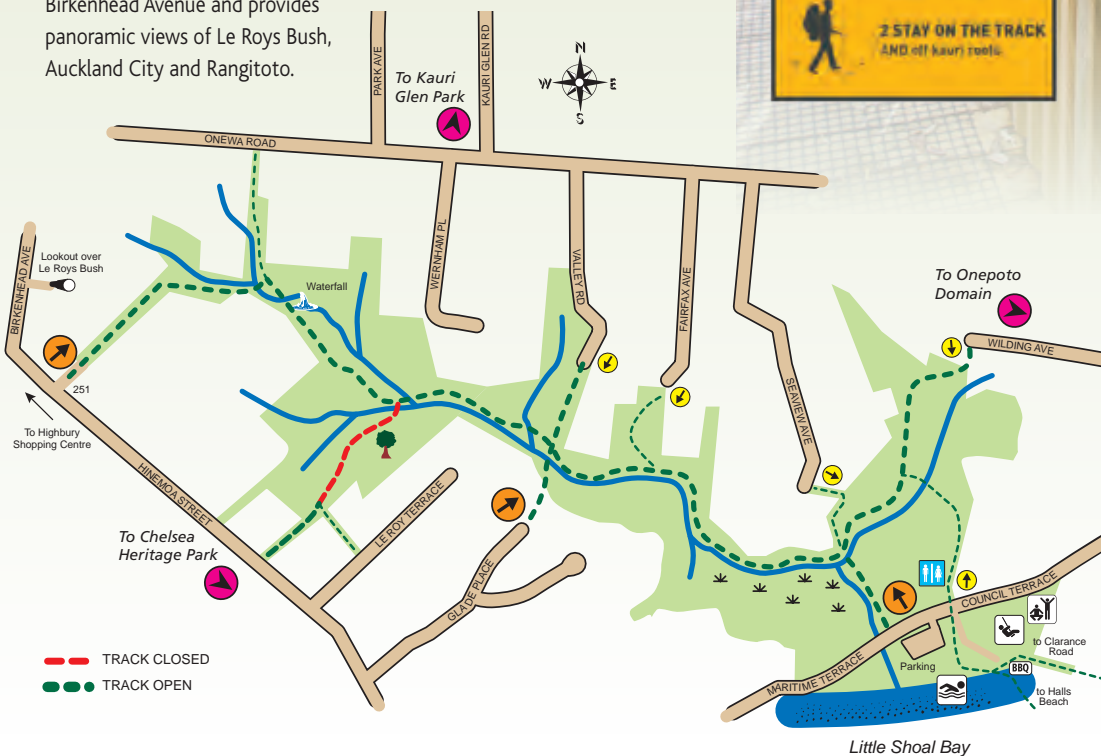 Birkenhead Avenue and provides
panoramic views of Le Roys Bush,
Auckland City and Rangitoto.
2 STAY ON THE TRACK
AND off kauri roots
PARK AVE
KAURI GLEN RD
To Kauri
Glen Park
N
W
E
S
ONEWA ROAD
BIRKENHEAD AVE
Lookout over
Le Roys Bush
Waterfall
WERNHAM PL
VALLEY RD
FAIRFAX AVE
To Onepoto
Domain
WILDING AVE
251
To Highbury
Shopping Centre
SEAVIEW AVE
HINEMOA STREET
LE ROY TERRACE
To Chelsea
Heritage Park
GLADE PLACE
COUNCIL TERRACE
to Clarance
Road
Parking
BBQ
MARITIME TERRACE
to Halls
Beach
TRACK CLOSED
TRACK OPEN
Little Shoal Bay